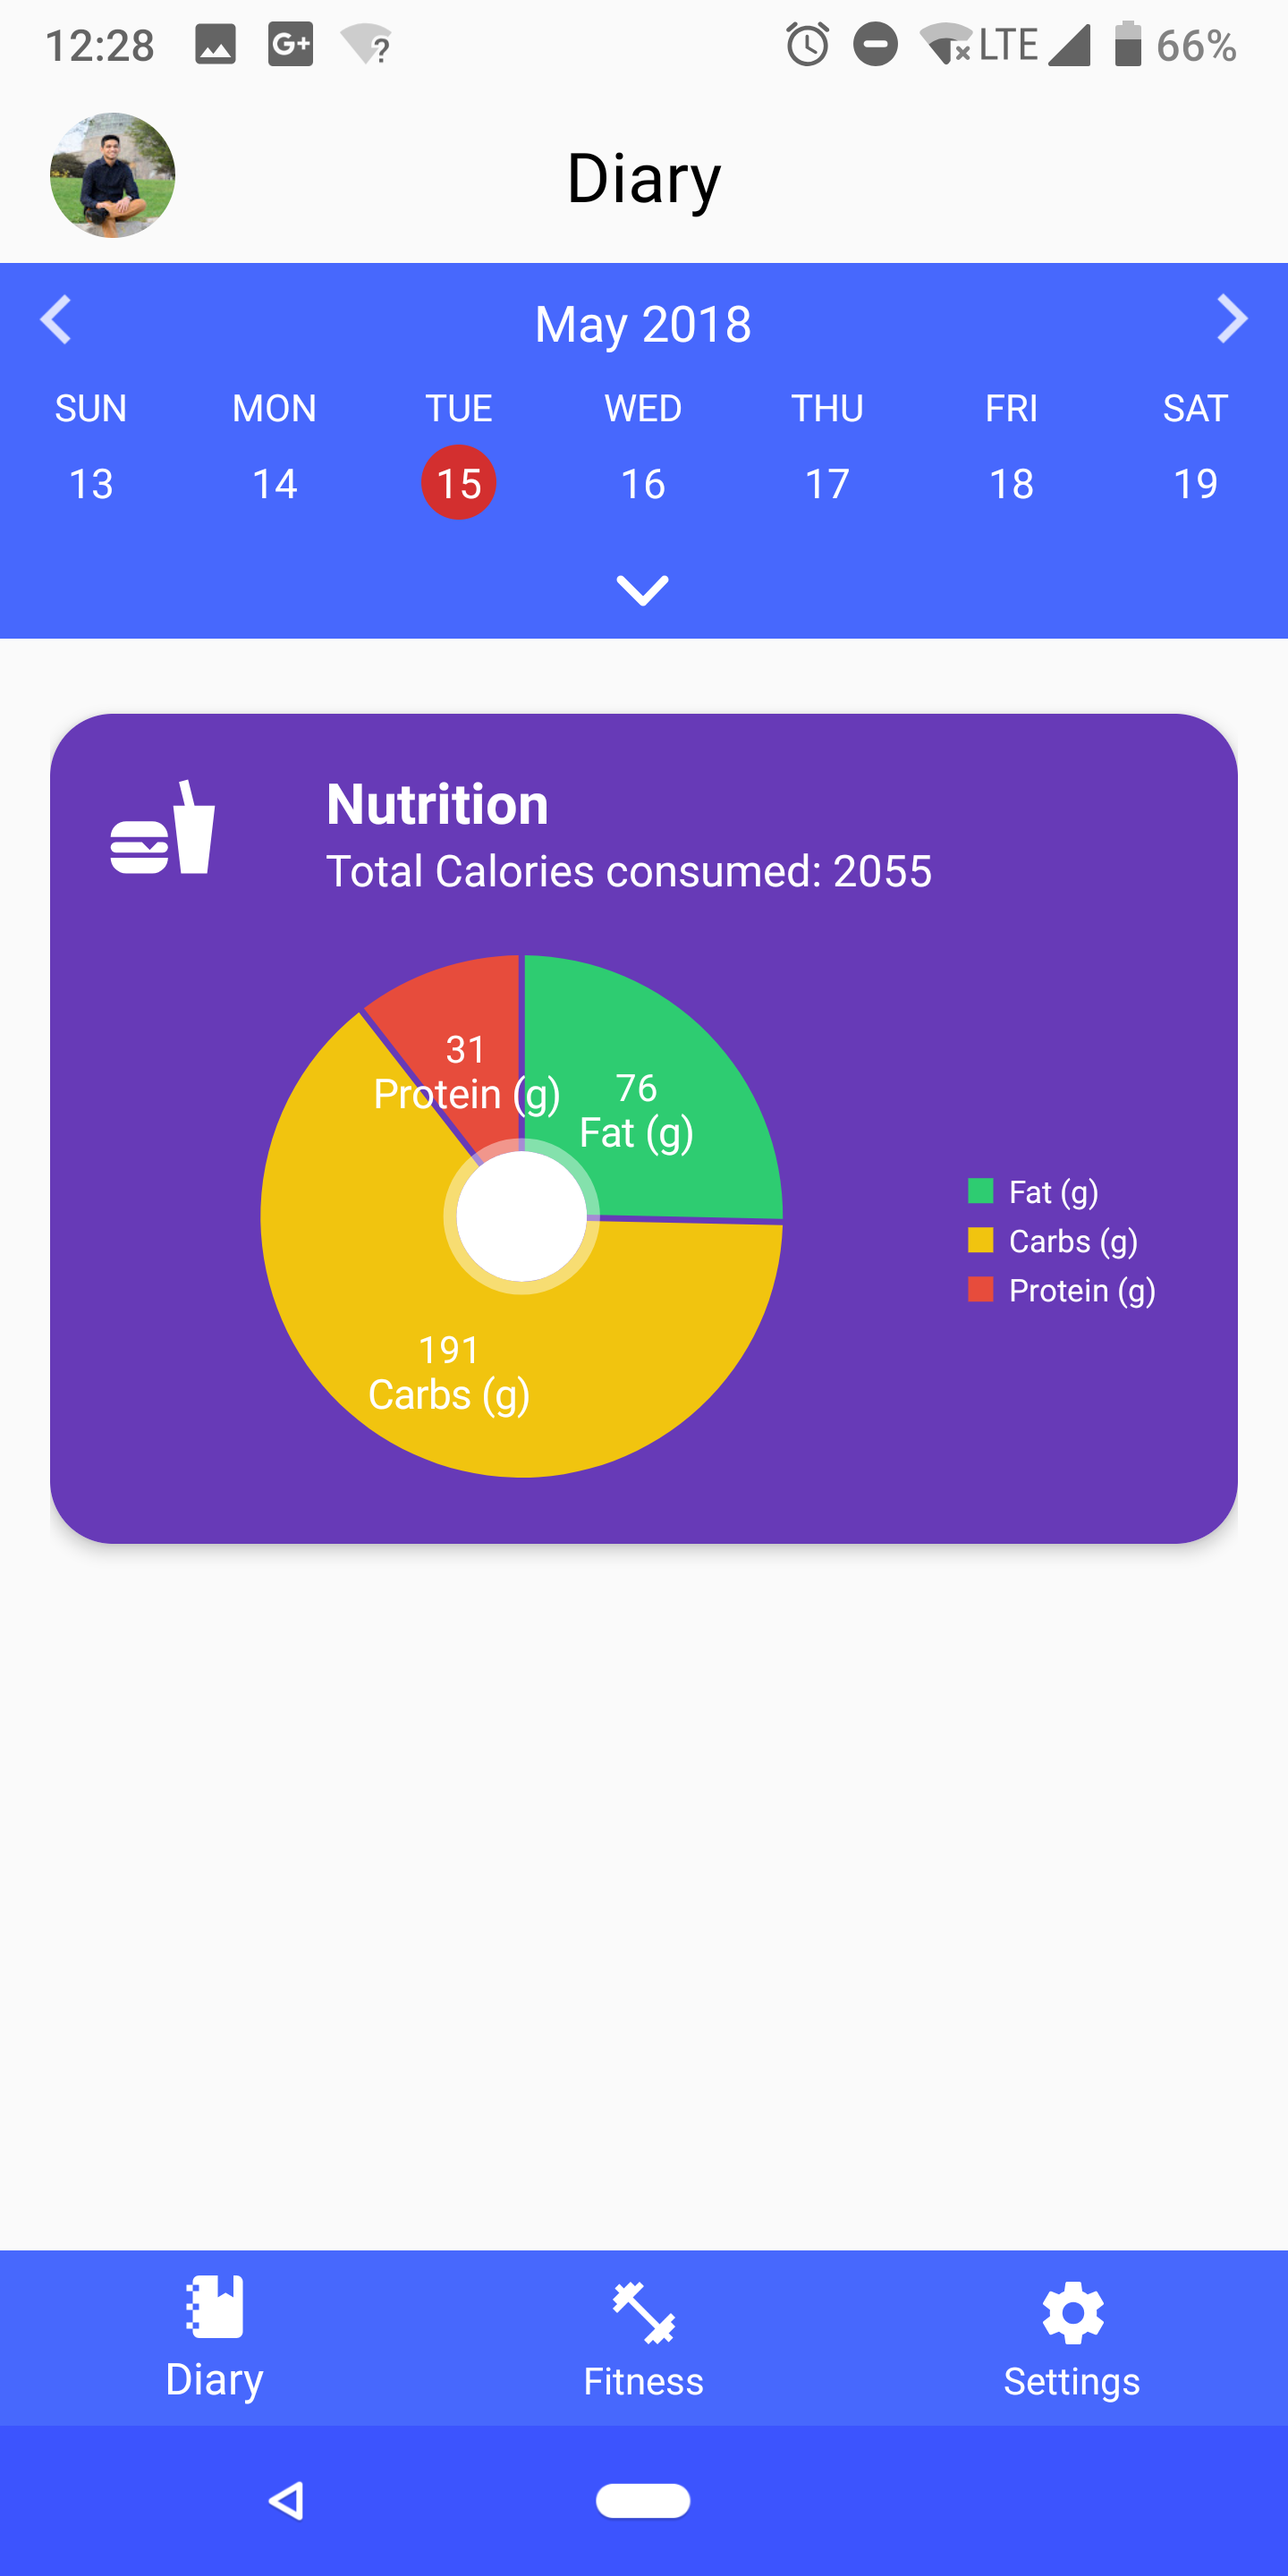 12:28 G+ ? LTE 66%
Diary
May 2018
SUN MON TUE WED THU FRI SAT
13 14 15 16 17 18 19
Nutrition
Total Calories consumed: 2055
31
Protein (g)
76
Fat (g)
191
Carbs (g)
Fat (g)
Carbs (g)
Protein (g)
Diary Fitness Settings